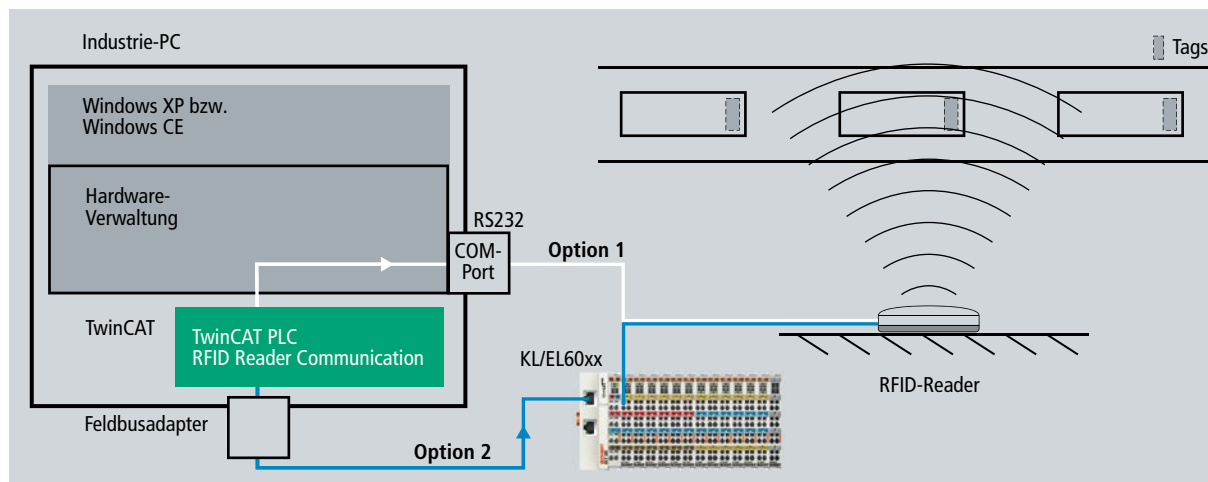 Industrie-PC
Tags
Windows XP bzw.
Windows CE
Hardware-
Verwaltung
RS232
COM-
Port
Option 1
TwinCAT
TwinCAT PLC
RFID Reader Communication
KL/EL60xx
RFID-Reader
Feldbusadapter
Option 2